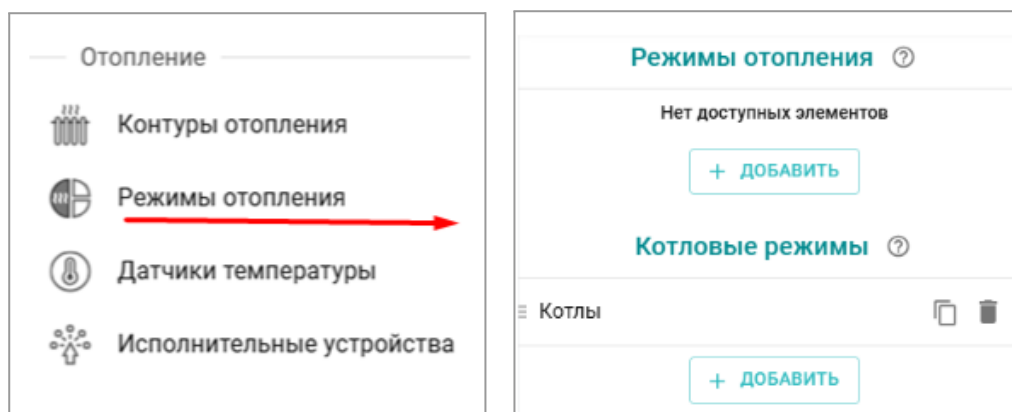 Отопление
Контуры отопления
Режимы отопления
Датчики температуры
Исполнительные устройства
Режимы отопления ?
Нет доступных элементов
+ ДОБАВИТЬ
Котловые режимы ?
Котлы
+ ДОБАВИТЬ